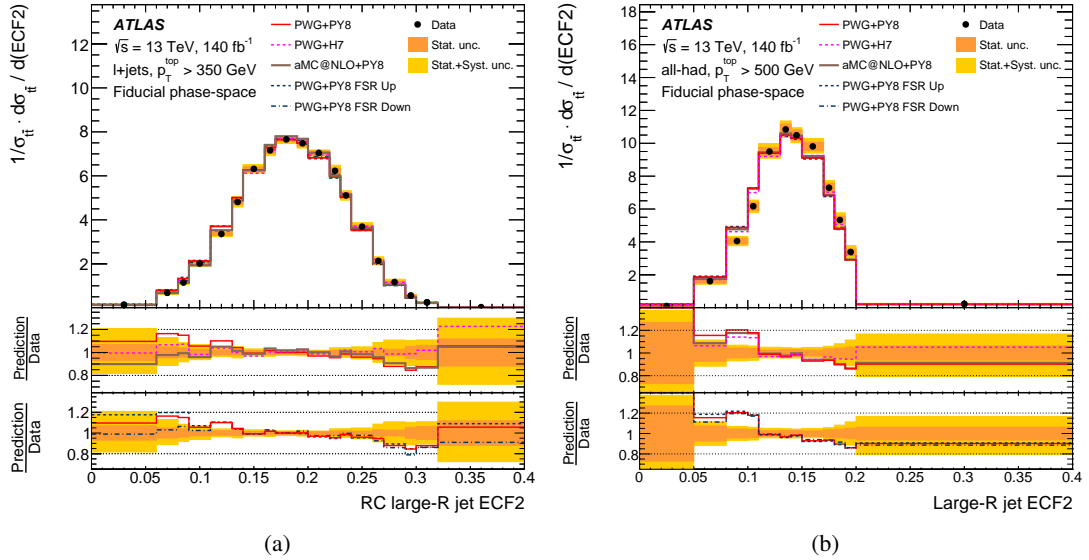 ATLAS
√s = 13 TeV, 140 fb⁻¹
l+jets, p_T^top > 350 GeV
Fiducial phase-space
PWG+PY8
PWG+H7
aMC@NLO+PY8
PWG+PY8 FSR Up
PWG+PY8 FSR Down
Data
Stat. unc.
Stat.+Syst. unc.
1/σ_tt̄ · dσ_tt̄ / d(ECF2)
12
10
8
6
4
2
Prediction
Data
1.2
1
0.8
Prediction
Data
1.2
1
0.8
0 0.05 0.1 0.15 0.2 0.25 0.3 0.35 0.4
RC large-R jet ECF2
(a)
ATLAS
√s = 13 TeV, 140 fb⁻¹
all-had, p_T^top > 500 GeV
Fiducial phase-space
PWG+PY8
PWG+H7
aMC@NLO+PY8
PWG+PY8 FSR Up
PWG+PY8 FSR Down
Data
Stat. unc.
Stat.+Syst. unc.
1/σ_tt̄ · dσ_tt̄ / d(ECF2)
18
16
14
12
10
8
6
4
2
Prediction
Data
1.2
1
0.8
Prediction
Data
1.2
1
0.8
0 0.05 0.1 0.15 0.2 0.25 0.3 0.35 0.4
Large-R jet ECF2
(b)